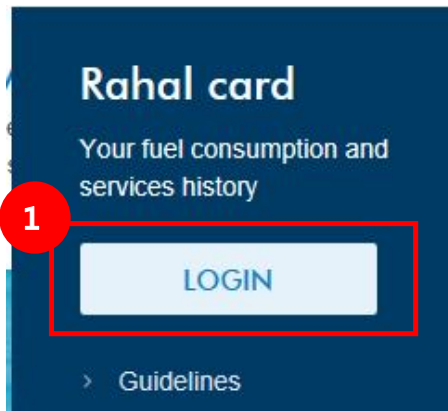 Rahal card
Your fuel consumption and
services history
1
LOGIN
> Guidelines